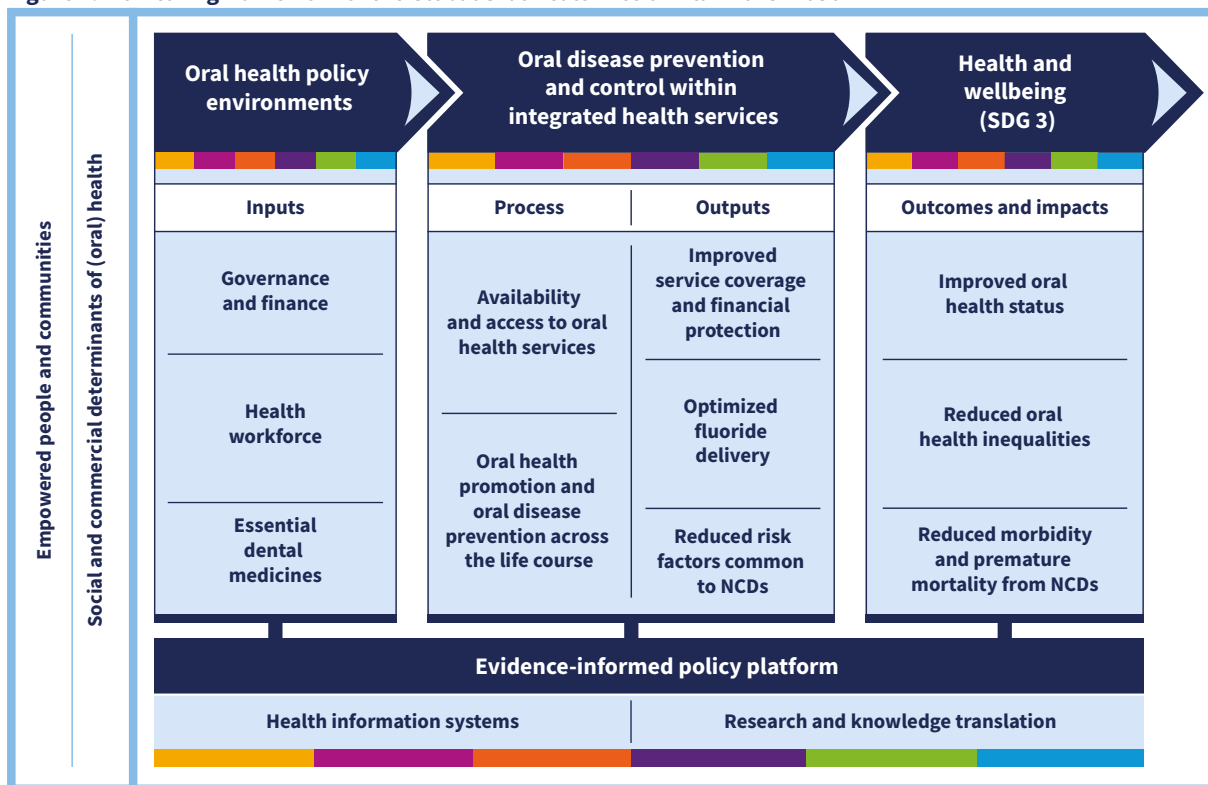 Empowered people and communities
Social and commercial determinants of (oral) health
Oral health policy
environments
Oral disease prevention
and control within
integrated health services
Health and
wellbeing
(SDG 3)
Inputs
Process
Outputs
Outcomes and impacts
Governance
and finance
Health
workforce
Essential
dental
medicines
Availability
and access to oral
health services
Oral health
promotion and
oral disease
prevention across
the life course
Improved
service coverage
and financial
protection
Optimized
fluoride
delivery
Reduced risk
factors common
to NCDs
Improved oral
health status
Reduced oral
health inequalities
Reduced morbidity
and premature
mortality from NCDs
Evidence-informed policy platform
Health information systems
Research and knowledge translation